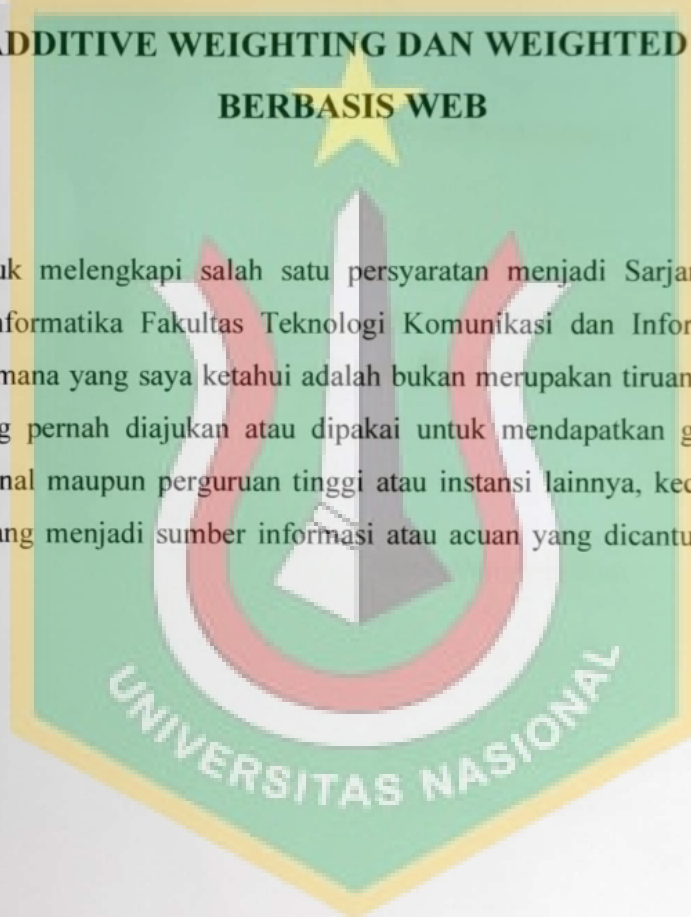 ADDITIVE WEIGHTING DAN WEIGHTED
BERBASIS WEB
uk melengkapi salah satu persyaratan menjadi Sarjan
nformatika Fakultas Teknologi Komunikasi dan Infor
mana yang saya ketahui adalah bukan merupakan tiruan
g pernah diajukan atau dipakai untuk mendapatkan g
nal maupun perguruan tinggi atau instansi lainnya, kec
ang menjadi sumber informasi atau acuan yang dicantu
UNIVERSITAS NASIONAL